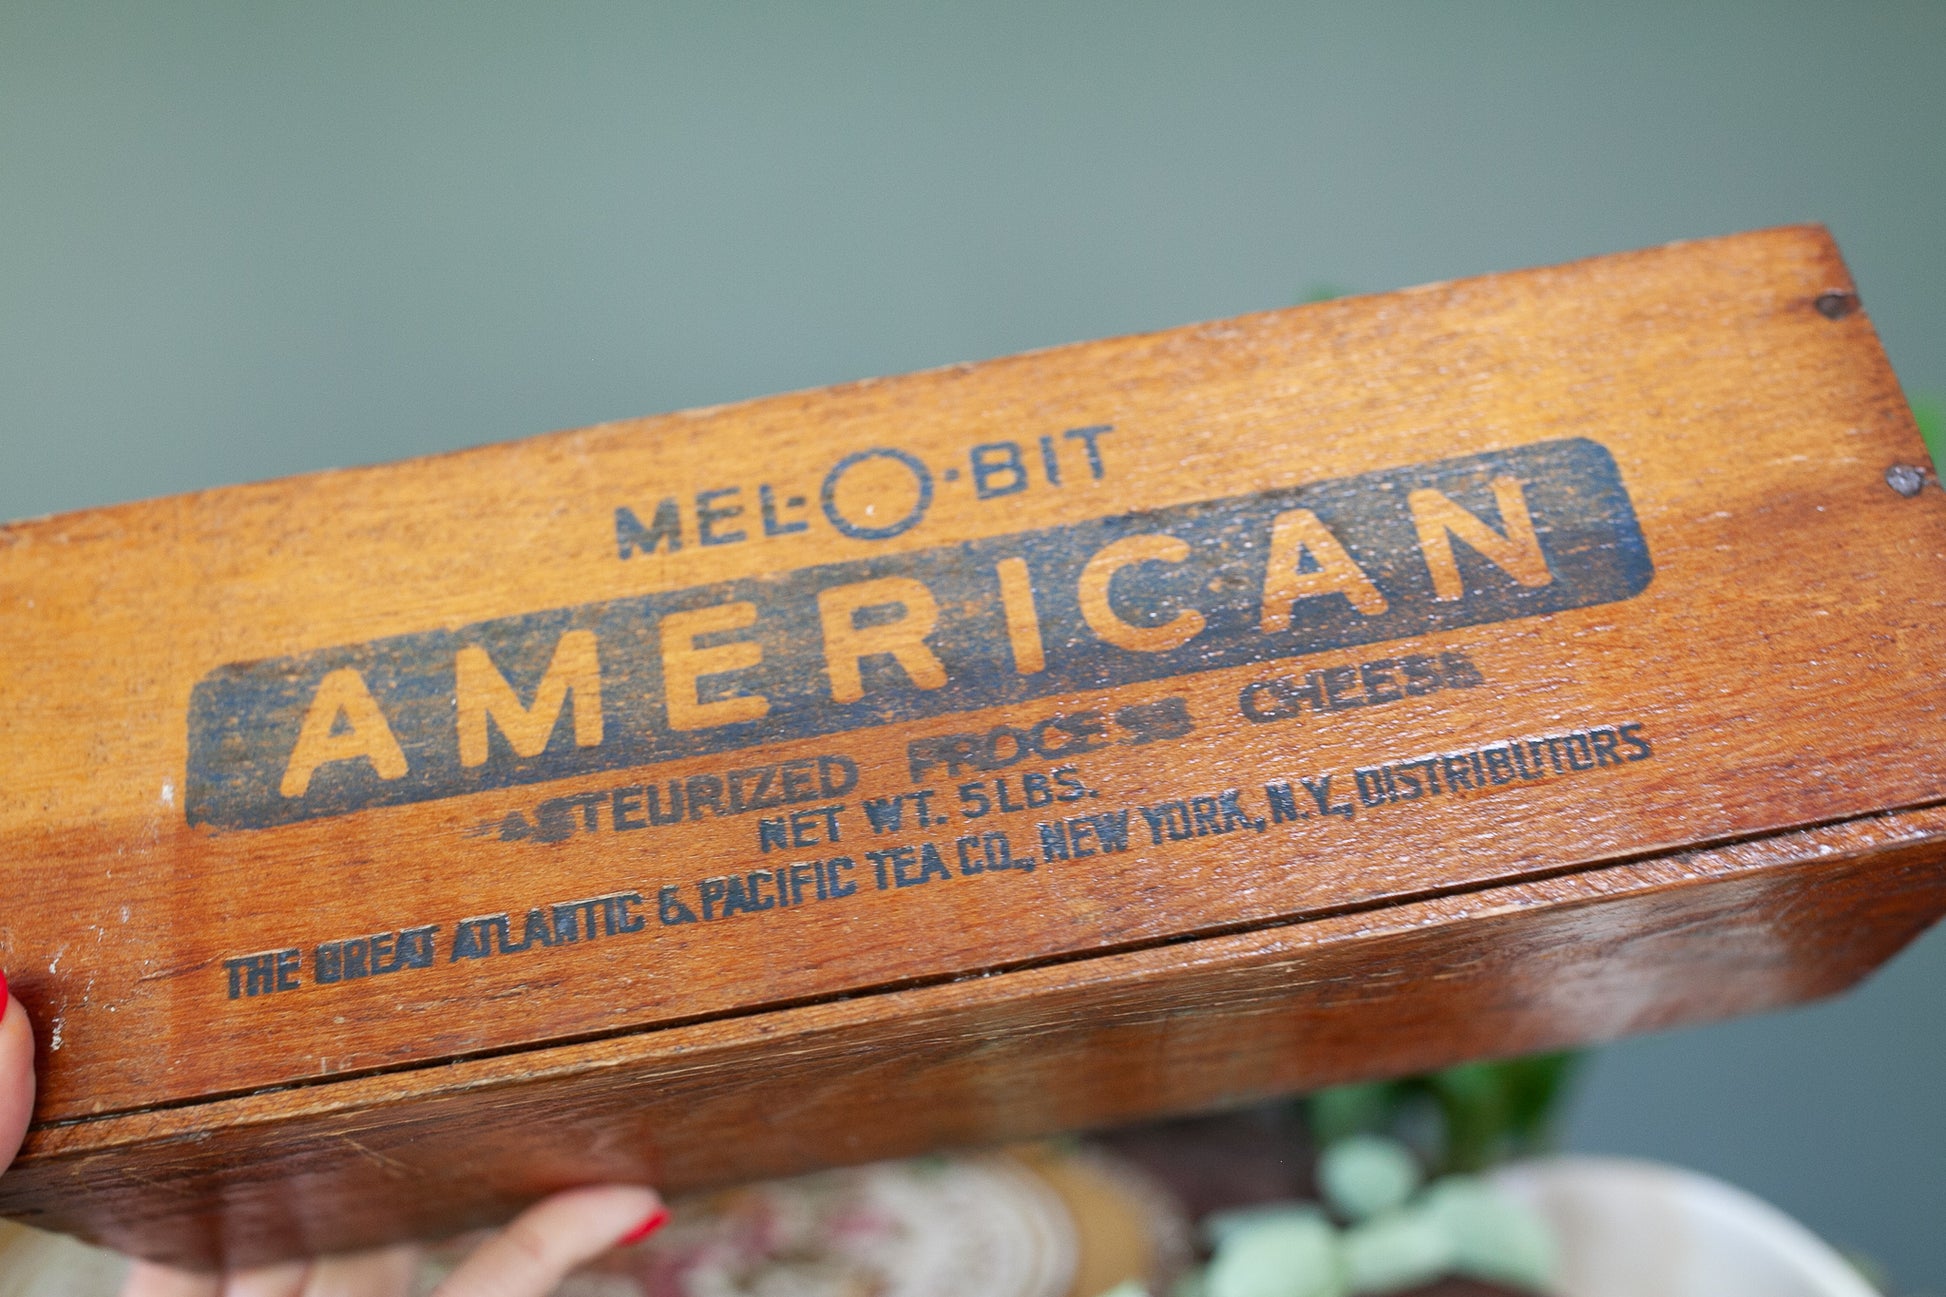 MEL-O-BIT
AMERICAN
PASTEURIZED PROCESS CHEESE
NET WT. 5 LBS.
THE GREAT ATLANTIC & PACIFIC TEA CO., NEW YORK, N.Y., DISTRIBUTORS